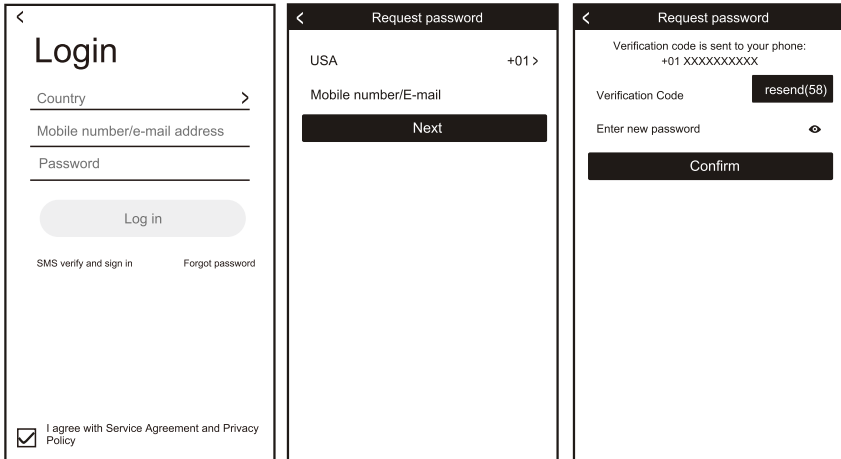 Login
Country
Mobile number/e-mail address
Password
Log in
SMS verify and sign in
Forgot password
I agree with Service Agreement and Privacy
Policy
Request password
USA
+01
Mobile number/E-mail
Next
Request password
Verification code is sent to your phone:
+01 XXXXXXXXXX
Verification Code
resend(58)
Enter new password
Confirm